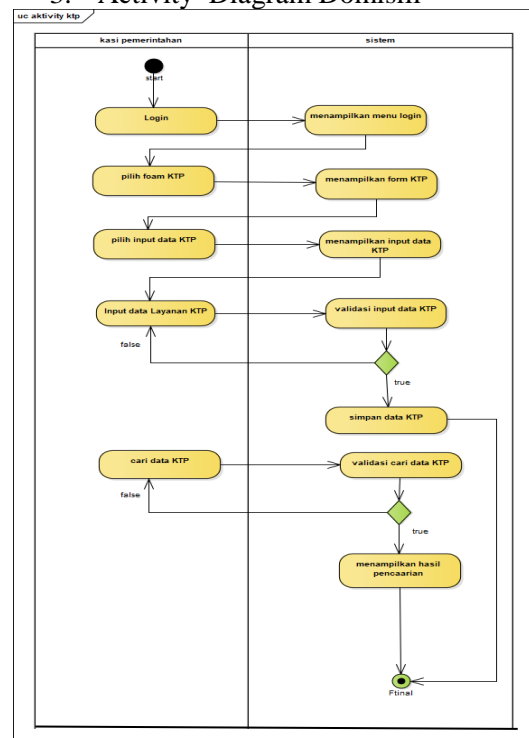 3. Activity Diagram Domisili
uc aktivity ktp
kasi pemerintahan
sistem
start
Login
menampilkan menu login
pilih foam KTP
menampilkan form KTP
pilih input data KTP
menampilkan input data
KTP
Input data Layanan KTP
validasi input data KTP
false
true
simpan data KTP
cari data KTP
validasi cari data KTP
false
true
menampilkan hasil
pencaarian
Ftinal